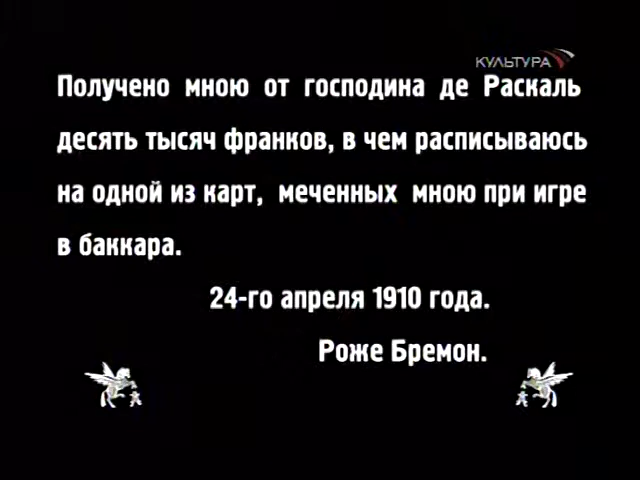 КУЛЬТУРА
Получено мною от господина де Раскаль
десять тысяч франков, в чем расписываюсь
на одной из карт, меченных мною при игре
в баккара.
24-го апреля 1910 года.
Роже Бремон.